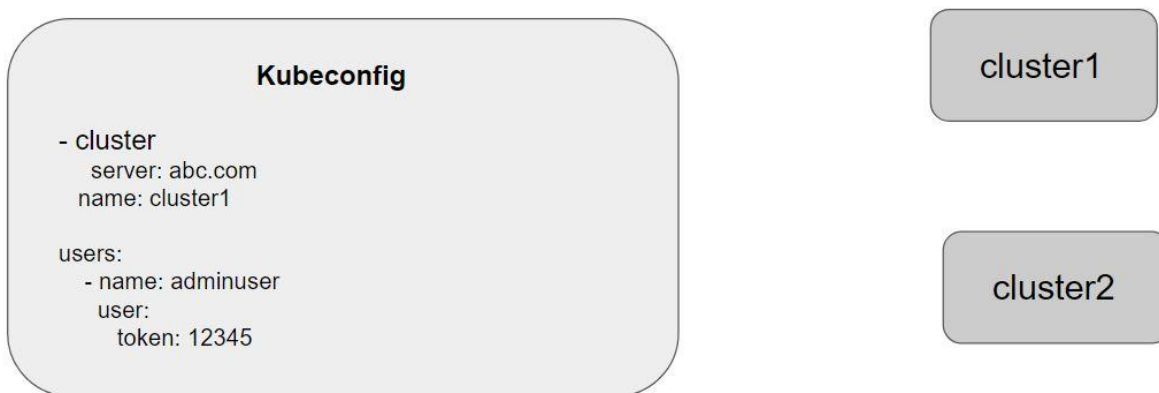 Kubeconfig
- cluster
server: abc.com
name: cluster1
users:
- name: adminuser
user:
token: 12345
cluster1
cluster2